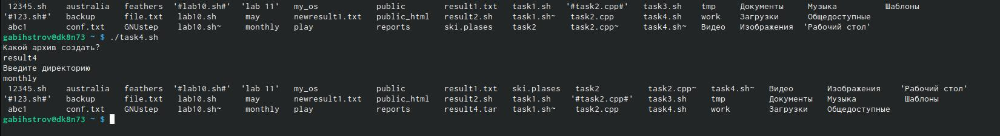 12345.sh australia feathers '#lab10.sh#' 'lab 11' my_os public result1.txt task1.sh '#task2.cpp#' task3.sh tmp Документы Музыка Шаблоны
'#123.sh#' backup file.txt lab10.sh may newresult1.txt public_html result2.sh task1.sh~ task2.cpp task4.sh work Загрузки Общедоступные
abc1 conf.txt GNUstep lab10.sh~ monthly play reports ski.plases task2 task2.cpp~ task4.sh~ Видео Изображения 'Рабочий стол'
gabihstrov@dk8n73 ~ $ ./task4.sh
Какой архив создать?
result4
Введите директорию
monthly
12345.sh australia feathers '#lab10.sh#' 'lab 11' my_os public result1.txt ski.plases task2 task2.cpp~ task4.sh~ Видео Изображения 'Рабочий стол'
'#123.sh#' backup file.txt lab10.sh may newresult1.txt public_html result2.sh task1.sh '#task2.cpp#' task3.sh tmp Документы Музыка Шаблоны
abc1 conf.txt GNUstep lab10.sh~ monthly play reports result4.tar task1.sh~ task2.cpp task4.sh work Загрузки Общедоступные
gabihstrov@dk8n73 ~ $